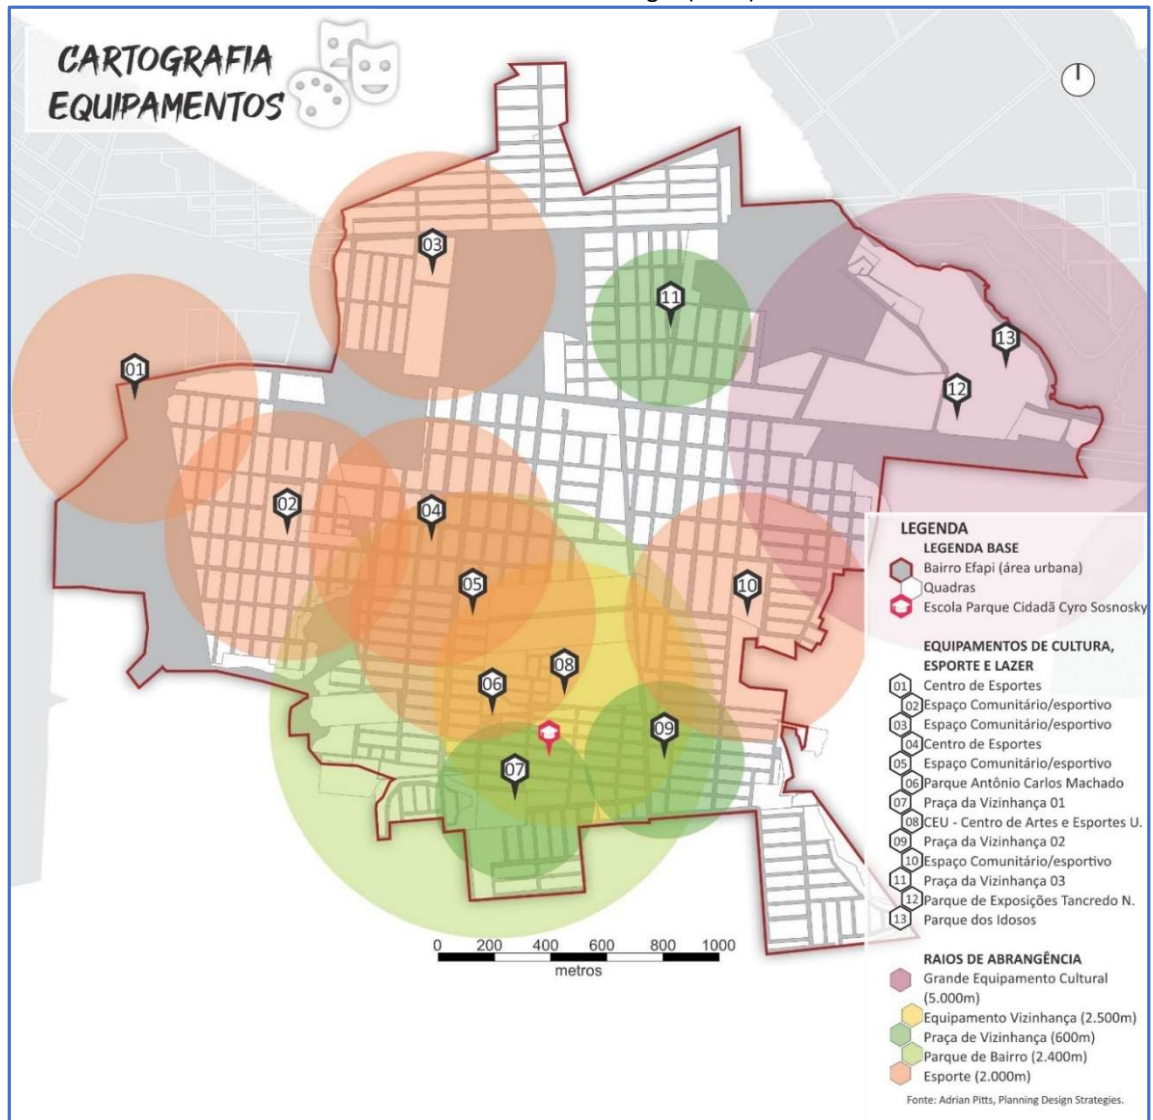 CARTOGRAFIA
EQUIPAMENTOS
03
11
13
01
12
02
04
05
10
08
06
09
07
0 200 400 600 800 1000
metros
LEGENDA
LEGENDA BASE
Bairro Efapi (área urbana)
Quadras
Escola Parque Cidadã Cyro Sosnosky
EQUIPAMENTOS DE CULTURA,
ESPORTE E LAZER
01 Centro de Esportes
02 Espaço Comunitário/esportivo
03 Espaço Comunitário/esportivo
04 Centro de Esportes
05 Espaço Comunitário/esportivo
06 Parque Antônio Carlos Machado
07 Praça da Vizinhança 01
08 CEU - Centro de Artes e Esportes U.
09 Praça da Vizinhança 02
10 Espaço Comunitário/esportivo
11 Praça da Vizinhança 03
12 Parque de Exposições Tancredo N.
13 Parque dos Idosos
RAIOS DE ABRANGÊNCIA
Grande Equipamento Cultural
(5.000m)
Equipamento Vizinhança (2.500m)
Praça de Vizinhança (600m)
Parque de Bairro (2.400m)
Esporte (2.000m)
Fonte: Adrian Pitts, Planning Design Strategies.